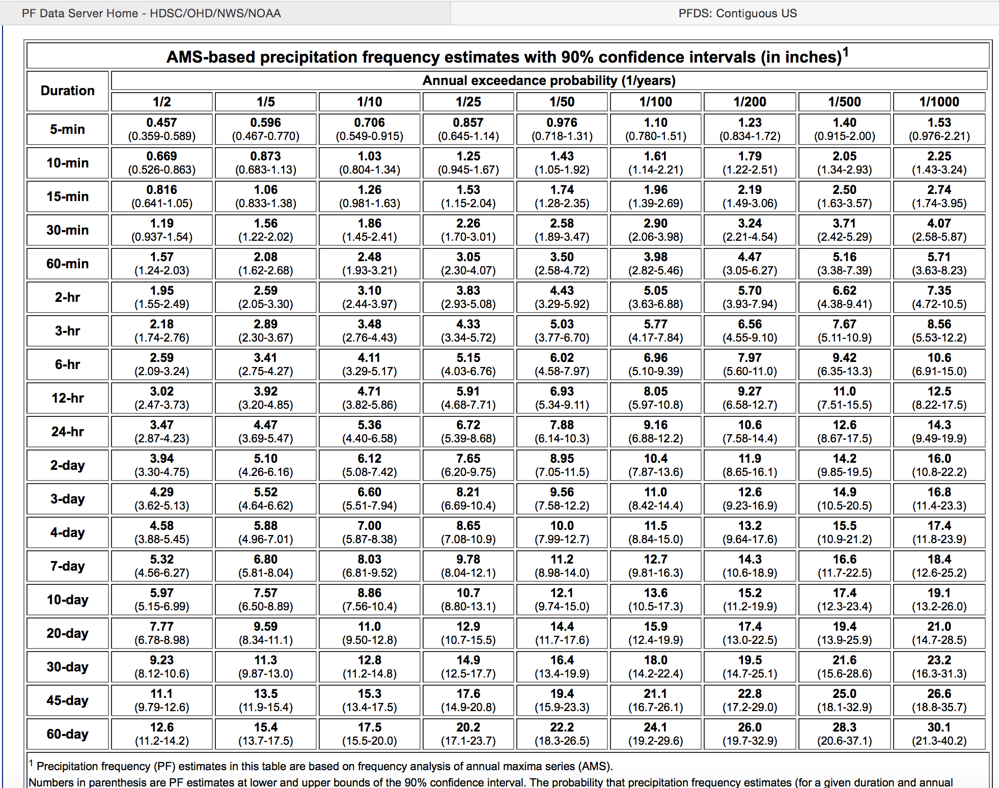 PF Data Server Home - HDSC/OHD/NWS/NOAA PFDS: Contiguous US
AMS-based precipitation frequency estimates with 90% confidence intervals (in inches)1
Duration
Annual exceedance probability (1/years)
1/2 1/5 1/10 1/25 1/50 1/100 1/200 1/500 1/1000
5-min
0.457 0.596 0.706 0.857 0.976 1.10 1.23 1.40 1.53
(0.359-0.589) (0.467-0.770) (0.549-0.915) (0.645-1.14) (0.718-1.31) (0.780-1.51) (0.834-1.72) (0.915-2.00) (0.976-2.21)
10-min
0.669 0.873 1.03 1.25 1.43 1.61 1.79 2.05 2.25
(0.526-0.863) (0.683-1.13) (0.804-1.34) (0.945-1.67) (1.05-1.92) (1.14-2.21) (1.22-2.51) (1.34-2.93) (1.43-3.24)
15-min
0.816 1.06 1.26 1.53 1.74 1.96 2.19 2.50 2.74
(0.641-1.05) (0.833-1.38) (0.981-1.63) (1.15-2.04) (1.28-2.35) (1.39-2.69) (1.49-3.06) (1.63-3.57) (1.74-3.95)
30-min
1.19 1.56 1.86 2.26 2.58 2.90 3.24 3.71 4.07
(0.937-1.54) (1.22-2.02) (1.45-2.41) (1.70-3.01) (1.89-3.47) (2.06-3.98) (2.21-4.54) (2.42-5.29) (2.58-5.87)
60-min
1.57 2.08 2.48 3.05 3.50 3.98 4.47 5.16 5.71
(1.24-2.03) (1.62-2.68) (1.93-3.21) (2.30-4.07) (2.58-4.72) (2.82-5.46) (3.05-6.27) (3.38-7.39) (3.63-8.23)
2-hr
1.95 2.59 3.10 3.83 4.43 5.05 5.70 6.62 7.35
(1.55-2.49) (2.05-3.30) (2.44-3.97) (2.93-5.08) (3.29-5.92) (3.63-6.88) (3.93-7.94) (4.38-9.41) (4.72-10.5)
3-hr
2.18 2.89 3.48 4.33 5.03 5.77 6.56 7.67 8.56
(1.74-2.76) (2.30-3.67) (2.76-4.43) (3.34-5.72) (3.77-6.70) (4.17-7.84) (4.55-9.10) (5.11-10.9) (5.53-12.2)
6-hr
2.59 3.41 4.11 5.15 6.02 6.96 7.97 9.42 10.6
(2.09-3.24) (2.75-4.27) (3.29-5.17) (4.03-6.76) (4.58-7.97) (5.10-9.39) (5.60-11.0) (6.35-13.3) (6.91-15.0)
12-hr
3.02 3.92 4.71 5.91 6.93 8.05 9.27 11.0 12.5
(2.47-3.73) (3.20-4.85) (3.82-5.86) (4.68-7.71) (5.34-9.11) (5.97-10.8) (6.58-12.7) (7.51-15.5) (8.22-17.5)
24-hr
3.47 4.47 5.36 6.72 7.88 9.16 10.6 12.6 14.3
(2.87-4.23) (3.69-5.47) (4.40-6.58) (5.39-8.68) (6.14-10.3) (6.88-12.2) (7.58-14.4) (8.67-17.5) (9.49-19.9)
2-day
3.94 5.10 6.12 7.65 8.95 10.4 11.9 14.2 16.0
(3.30-4.75) (4.26-6.16) (5.08-7.42) (6.20-9.75) (7.05-11.5) (7.87-13.6) (8.65-16.1) (9.85-19.5) (10.8-22.2)
3-day
4.29 5.52 6.60 8.21 9.56 11.0 12.6 14.9 16.8
(3.62-5.13) (4.64-6.62) (5.51-7.94) (6.69-10.4) (7.58-12.2) (8.42-14.4) (9.23-16.9) (10.5-20.5) (11.4-23.3)
4-day
4.58 5.88 7.00 8.65 10.0 11.5 13.2 15.5 17.4
(3.88-5.45) (4.96-7.01) (5.87-8.38) (7.08-10.9) (7.99-12.7) (8.84-15.0) (9.64-17.6) (10.9-21.2) (11.8-23.9)
7-day
5.32 6.80 8.03 9.78 11.2 12.7 14.3 16.6 18.4
(4.56-6.27) (5.81-8.04) (6.81-9.52) (8.04-12.1) (8.98-14.0) (9.81-16.3) (10.6-18.9) (11.7-22.5) (12.6-25.2)
10-day
5.97 7.57 8.86 10.7 12.1 13.6 15.2 17.4 19.1
(5.15-6.99) (6.50-8.89) (7.56-10.4) (8.80-13.1) (9.74-15.0) (10.5-17.3) (11.2-19.9) (12.3-23.4) (13.2-26.0)
20-day
7.77 9.59 11.0 12.9 14.4 15.9 17.4 19.4 21.0
(6.78-8.98) (8.34-11.1) (9.50-12.8) (10.7-15.5) (11.7-17.6) (12.4-19.9) (13.0-22.5) (13.9-25.9) (14.7-28.5)
30-day
9.23 11.3 12.8 14.9 16.4 18.0 19.5 21.6 23.2
(8.12-10.6) (9.87-13.0) (11.2-14.8) (12.5-17.7) (13.4-19.9) (14.2-22.4) (14.7-25.1) (15.6-28.6) (16.3-31.3)
45-day
11.1 13.5 15.3 17.6 19.4 21.1 22.8 25.0 26.6
(9.79-12.6) (11.9-15.4) (13.4-17.5) (14.9-20.8) (15.9-23.3) (16.7-26.1) (17.2-29.0) (18.1-32.9) (18.8-35.7)
60-day
12.6 15.4 17.5 20.2 22.2 24.1 26.0 28.3 30.1
(11.2-14.2) (13.7-17.5) (15.5-20.0) (17.1-23.7) (18.3-26.5) (19.2-29.6) (19.7-32.9) (20.6-37.1) (21.3-40.2)
1 Precipitation frequency (PF) estimates in this table are based on frequency analysis of annual maxima series (AMS).
Numbers in parenthesis are PF estimates at lower and upper bounds of the 90% confidence interval. The probability that precipitation frequency estimates (for a given duration and annual